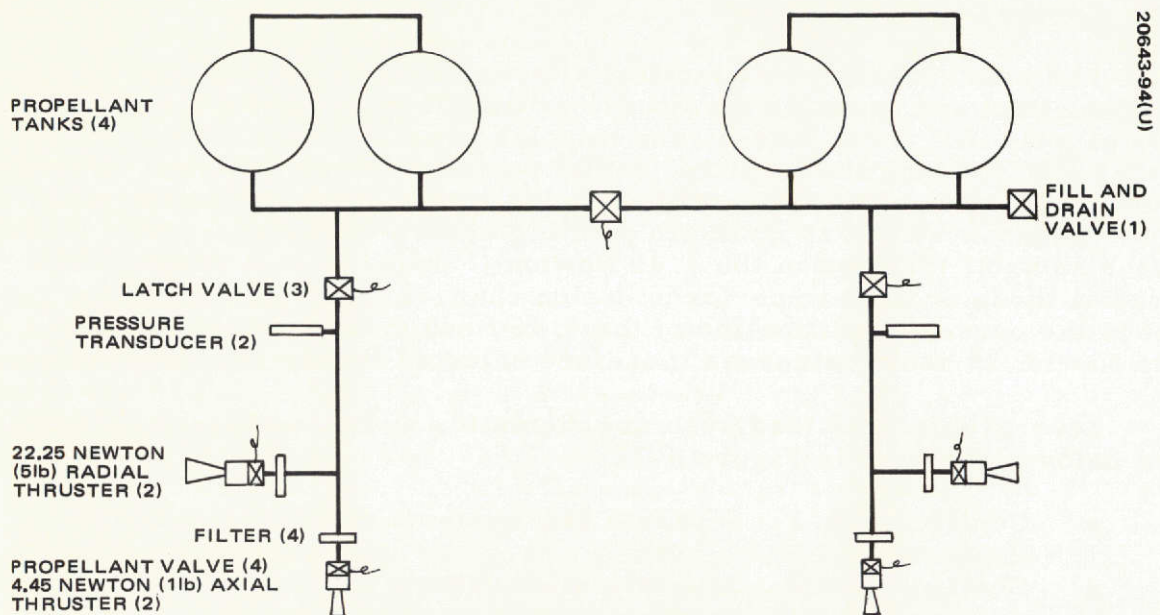 20643-94(U)
PROPELLANT
TANKS (4)
FILL AND
DRAIN
VALVE(1)
LATCH VALVE (3)
PRESSURE
TRANSDUCER (2)
22.25 NEWTON
(5lb) RADIAL
THRUSTER (2)
FILTER (4)
PROPELLANT VALVE (4)
4.45 NEWTON (1lb) AXIAL
THRUSTER (2)